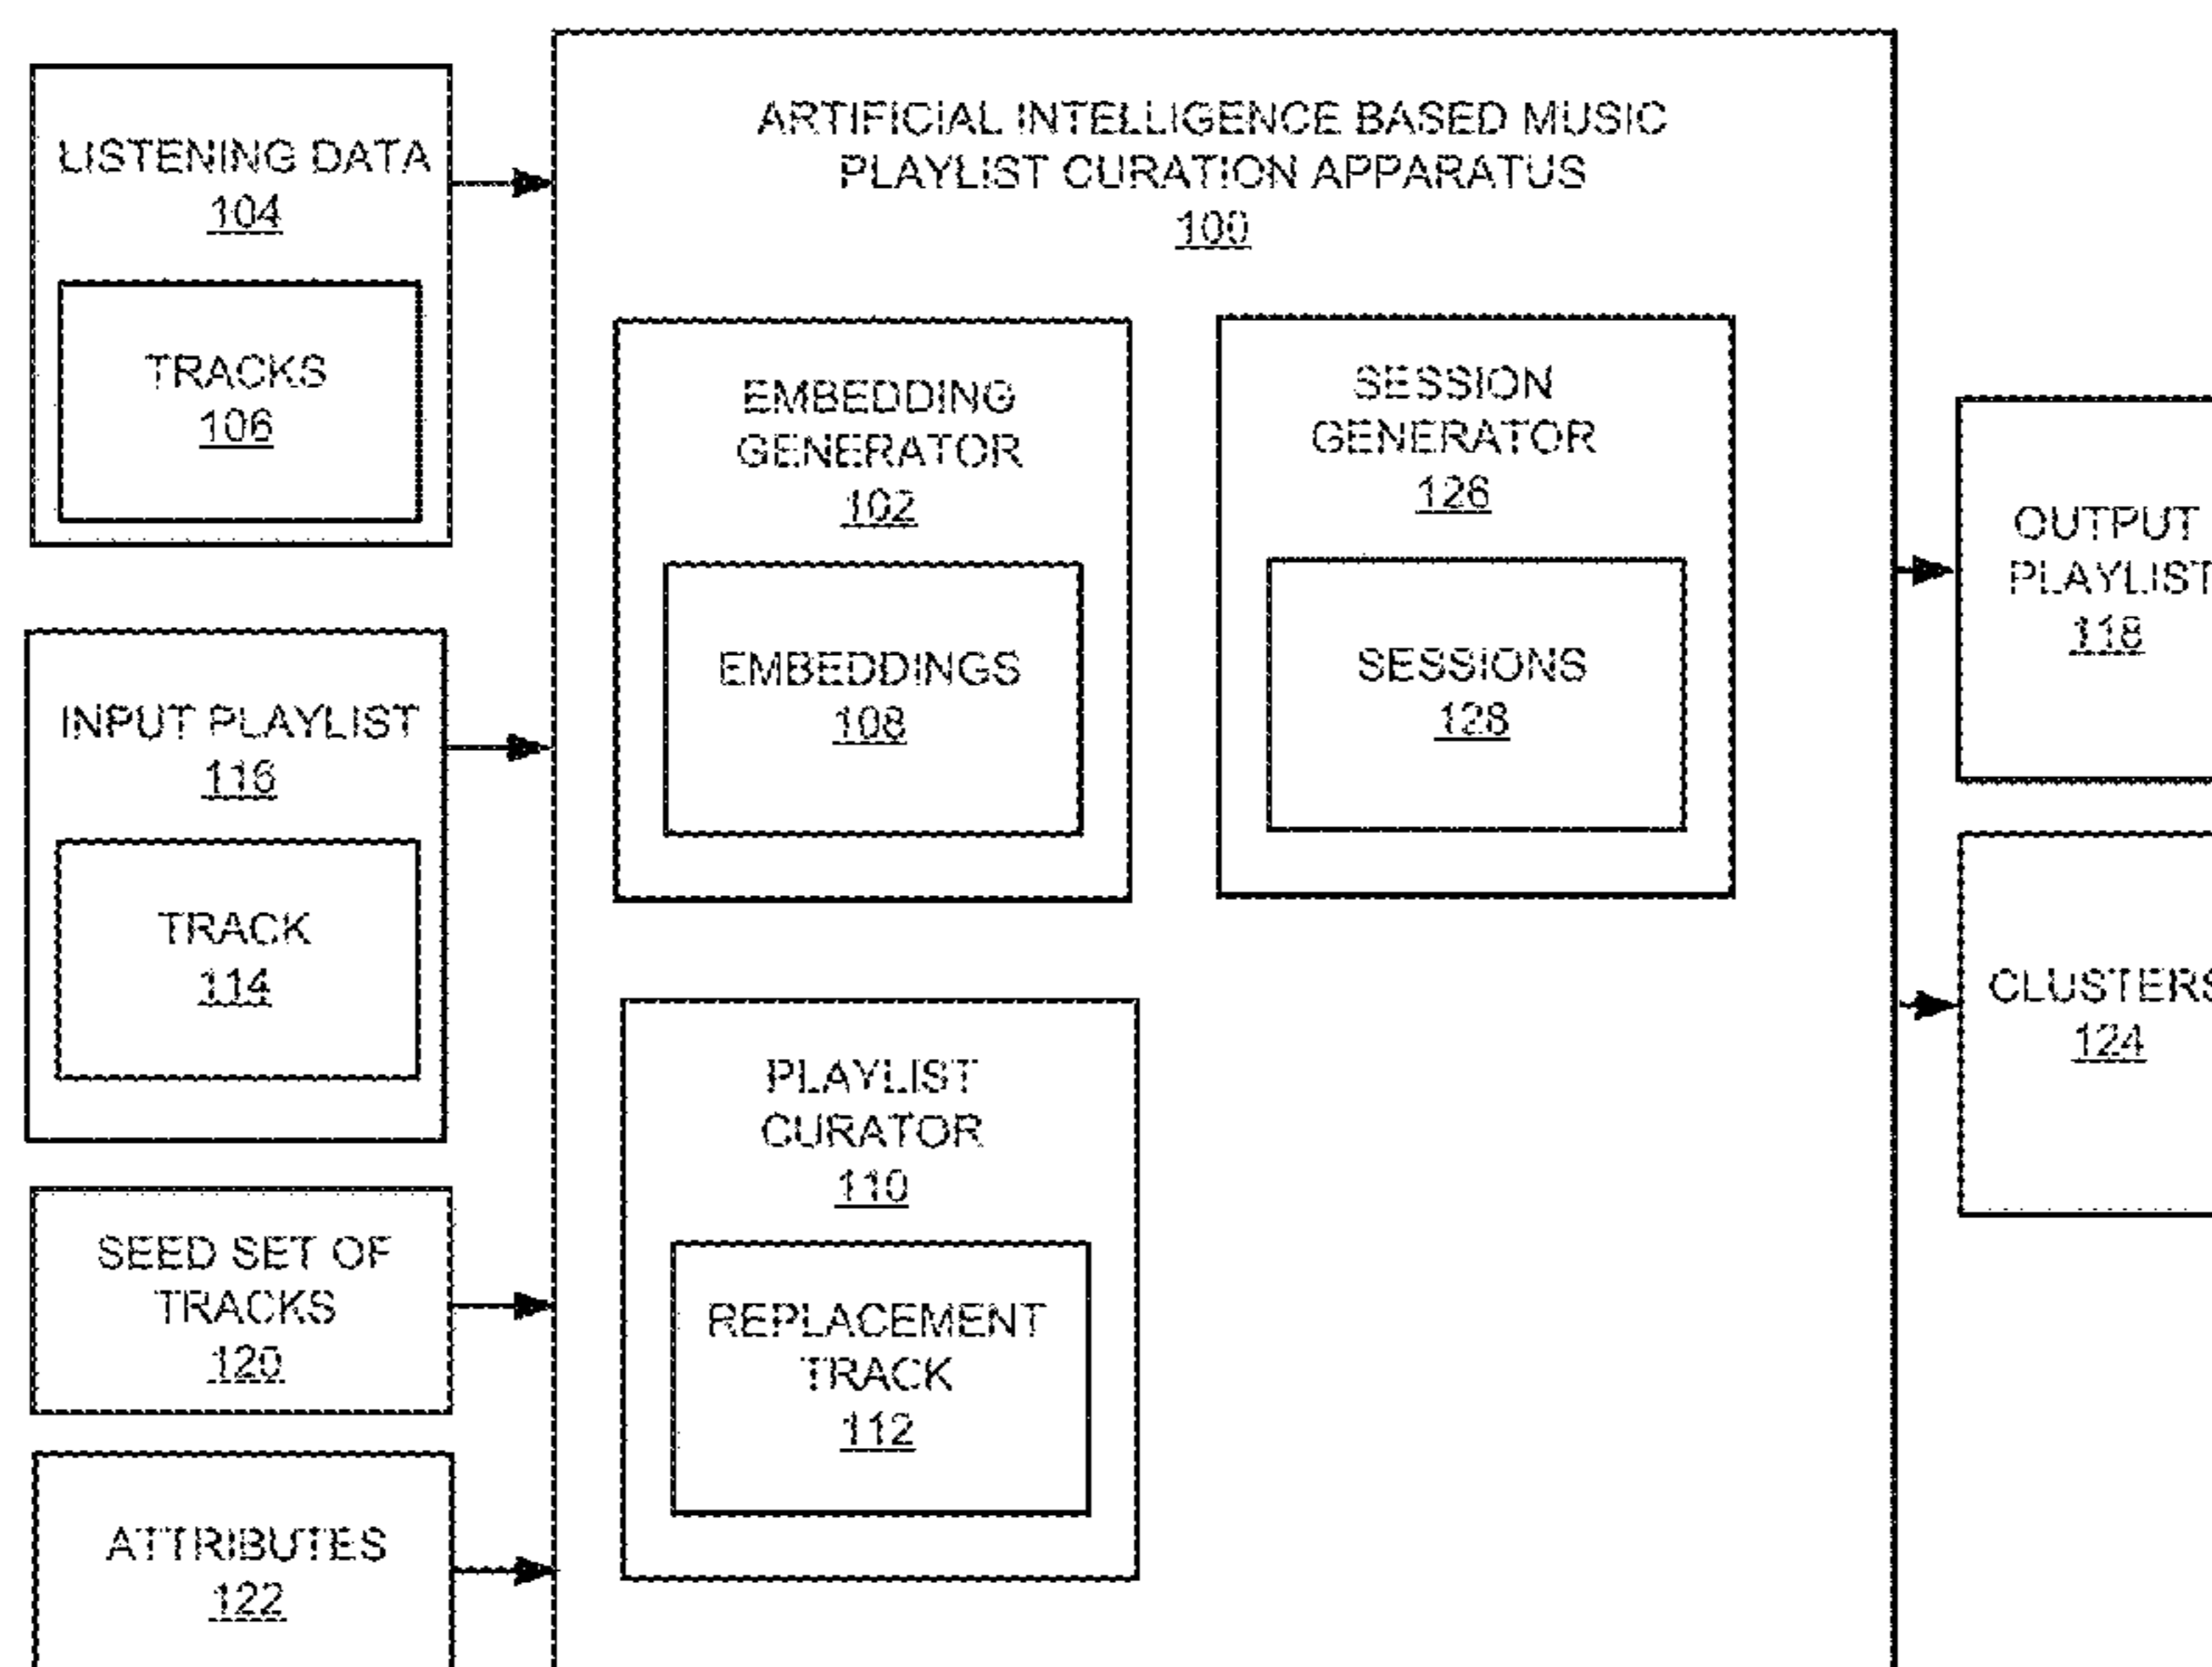 LISTENING DATA
104
TRACKS
106
INPUT PLAYLIST
116
TRACK
114
SEED SET OF
TRACKS
120
ATTRIBUTES
122
ARTIFICIAL INTELLIGENCE BASED MUSIC
PLAYLIST CURATION APPARATUS
100
EMBEDDING
GENERATOR
102
EMBEDDINGS
108
SESSION
GENERATOR
126
SESSIONS
128
PLAYLIST
CURATOR
110
REPLACEMENT
TRACK
112
OUTPUT
PLAYLIST
118
CLUSTERS
124